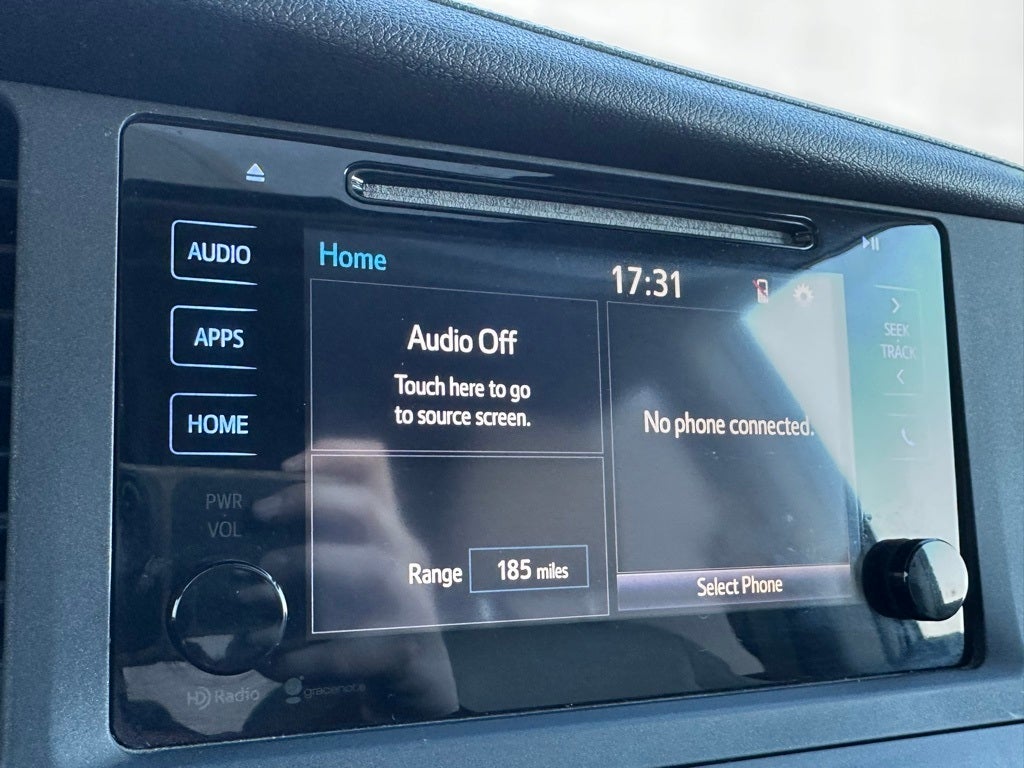 AUDIO
APPS
HOME
PWR
VOL
HD Radio
gracenote
Home
17:31
Audio Off
Touch here to go
to source screen.
Range 185 miles
No phone connected.
Select Phone
SEEK
TRACK